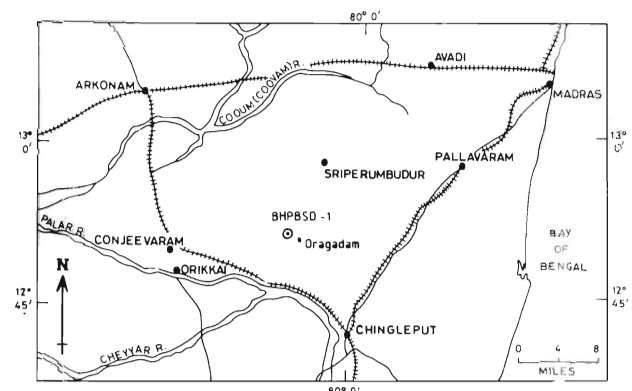 80° 0'
AVADI
ARKONAM
MADRAS
COOUM (COOVAM) R.
13°
0'
13°
0'
PALLAVARAM
SRIPERUMBUDUR
BHPBSD - 1
PALAR R.
Oragadam
CONJEEVARAM
BAY
OF
BENGAL
N
ORIKKAI
12°
45'
12°
45'
CHINGLEPUT
CHEYYAR R.
0 4 8
MILES
80° 0'